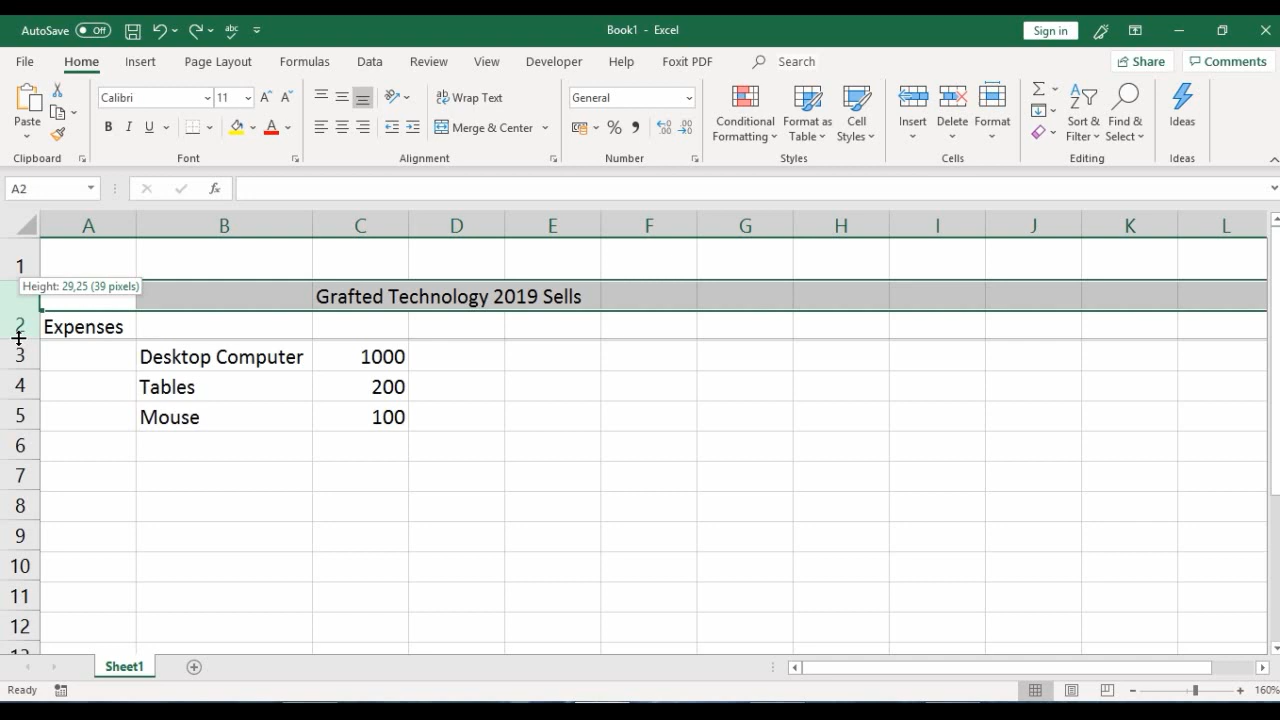 AutoSave Off Book1 - Excel Sign in
File Home Insert Draw Page Layout Formulas Data Review View Developer Help Foxit PDF Search Share Comments
Calibri 11 Wrap Text General
Paste Merge & Center Conditional Formatting Format as Table Cell Styles Insert Delete Format Sort & Filter Find & Select Ideas
Clipboard Font Alignment Number Styles Cells Editing Ideas
A2 fx
A B C D E F G H I J K L
1
Height: 29,25 (39 pixels)
Grafted Technology 2019 Sells
2 Expenses
3 Desktop Computer 1000
4 Tables 200
5 Mouse 100
6
7
8
9
10
11
12
13
Sheet1
Ready 160%